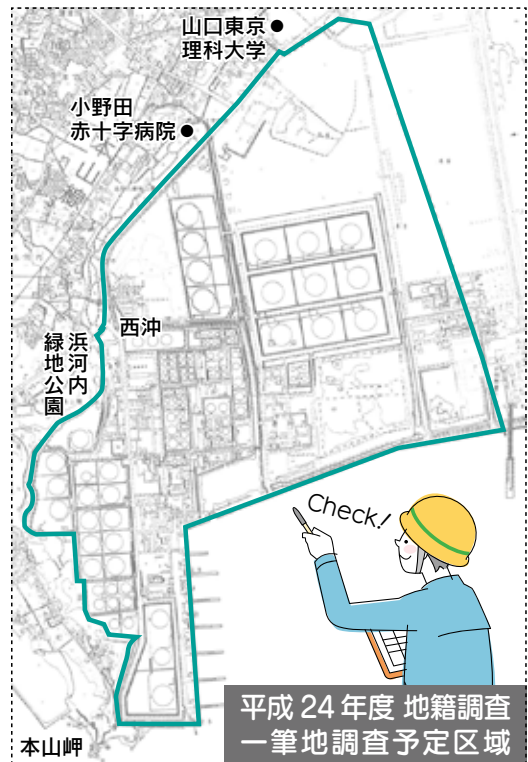 山口東京
理科大学
小野田
赤十字病院
西沖
浜河内
緑地公園
Check!
本山岬
平成24年度 地籍調査
一筆地調査予定区域